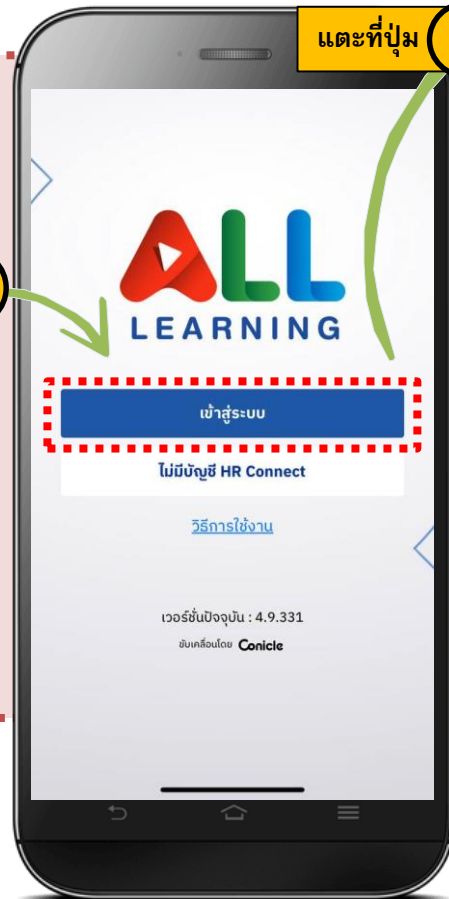 แตะที่ปุ่ม
ALL
LEARNING
เข้าสู่ระบบ
ไม่มีบัญชี HR Connect
วิธีการใช้งาน
เวอร์ชั่นปัจจุบัน : 4.9.331
ขับเคลื่อนโดย Conicle